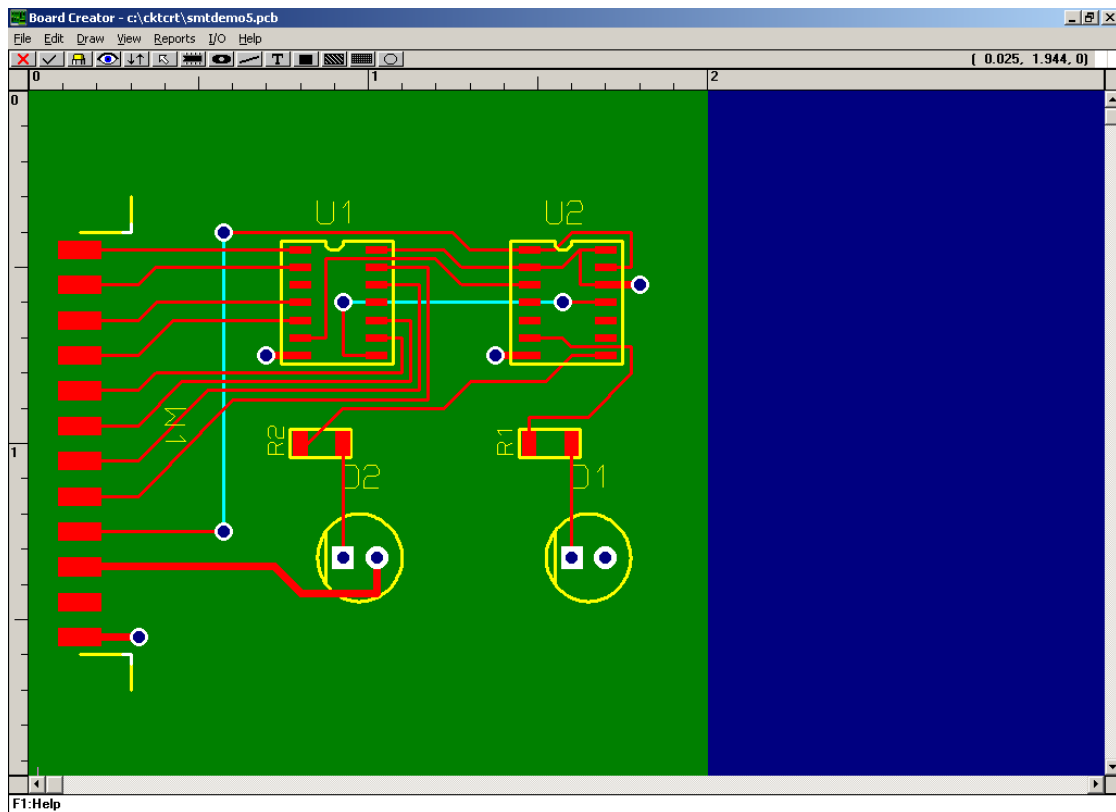 Board Creator - c:\cktcrt\smtdemo5.pcb
File Edit Draw View Reports I/O Help
T ( 0.025, 1.944, 0)
0 1 2
0
U1 U2
M1
R2 R1
1
D2 D1
F1:Help